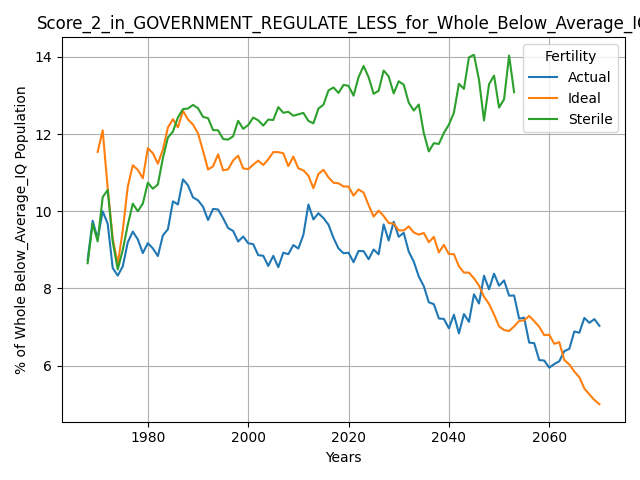 Score_2_in_GOVERNMENT_REGULATE_LESS_for_Whole_Below_Average_IQ
Fertility
Actual
Ideal
Sterile
% of Whole Below_Average_IQ Population
14
12
10
8
6
1980
2000
2020
2040
2060
Years